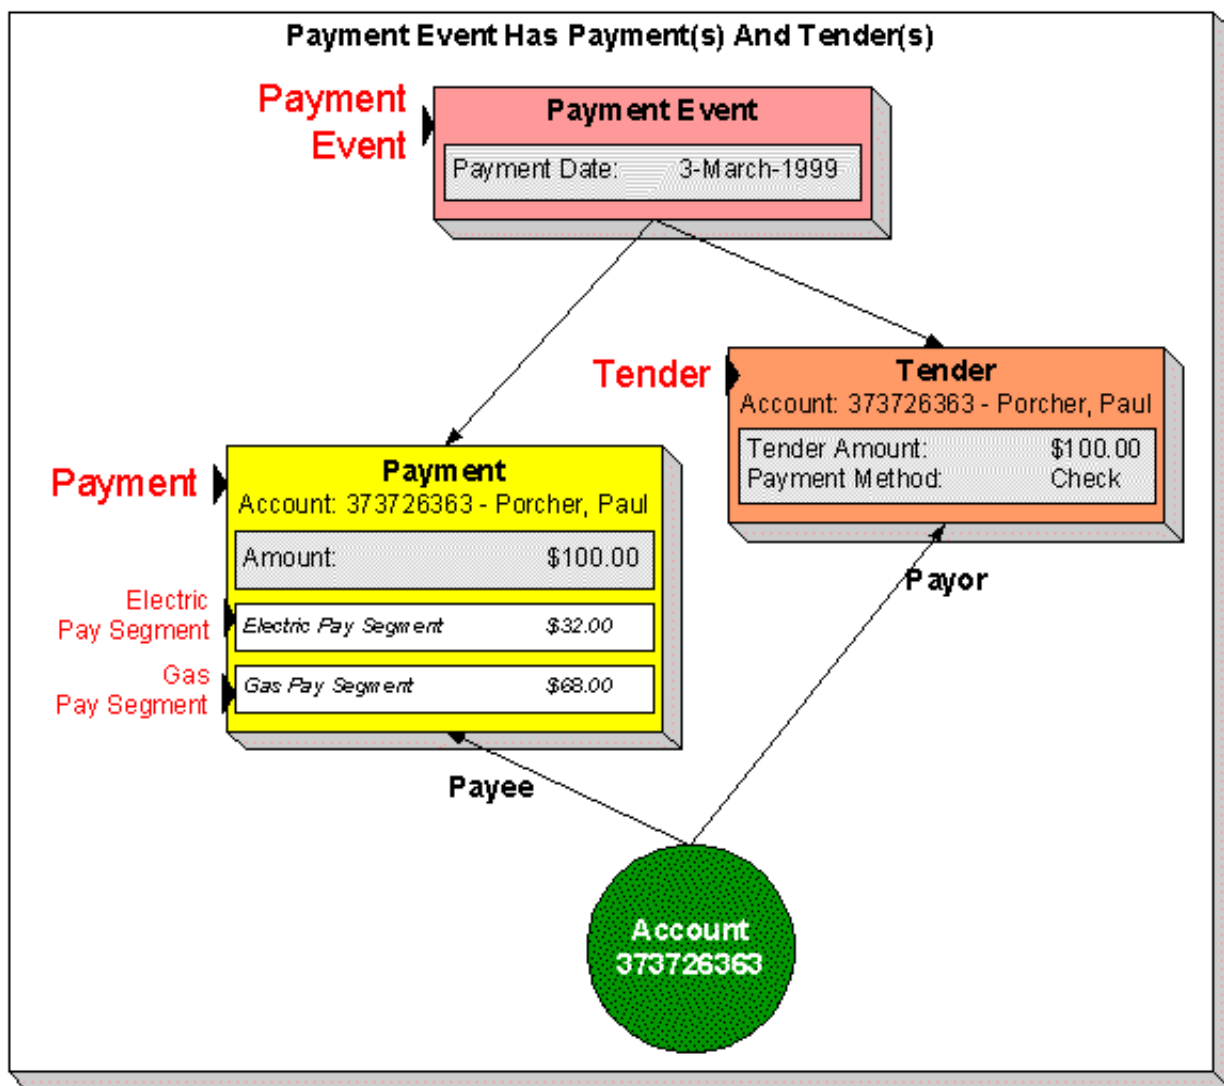 Payment Event Has Payment(s) And Tender(s)
Payment
Event
Payment Event
Payment Date: 3-March-1999
Tender
Tender
Account: 373726363 - Porcher, Paul
Tender Amount: $100.00
Payment Method: Check
Payment
Payment
Account: 373726363 - Porcher, Paul
Amount: $100.00
Electric
Pay Segment
Electric Pay Segment $32.00
Gas
Pay Segment
Gas Pay Segment $68.00
Payor
Payee
Account
373726363